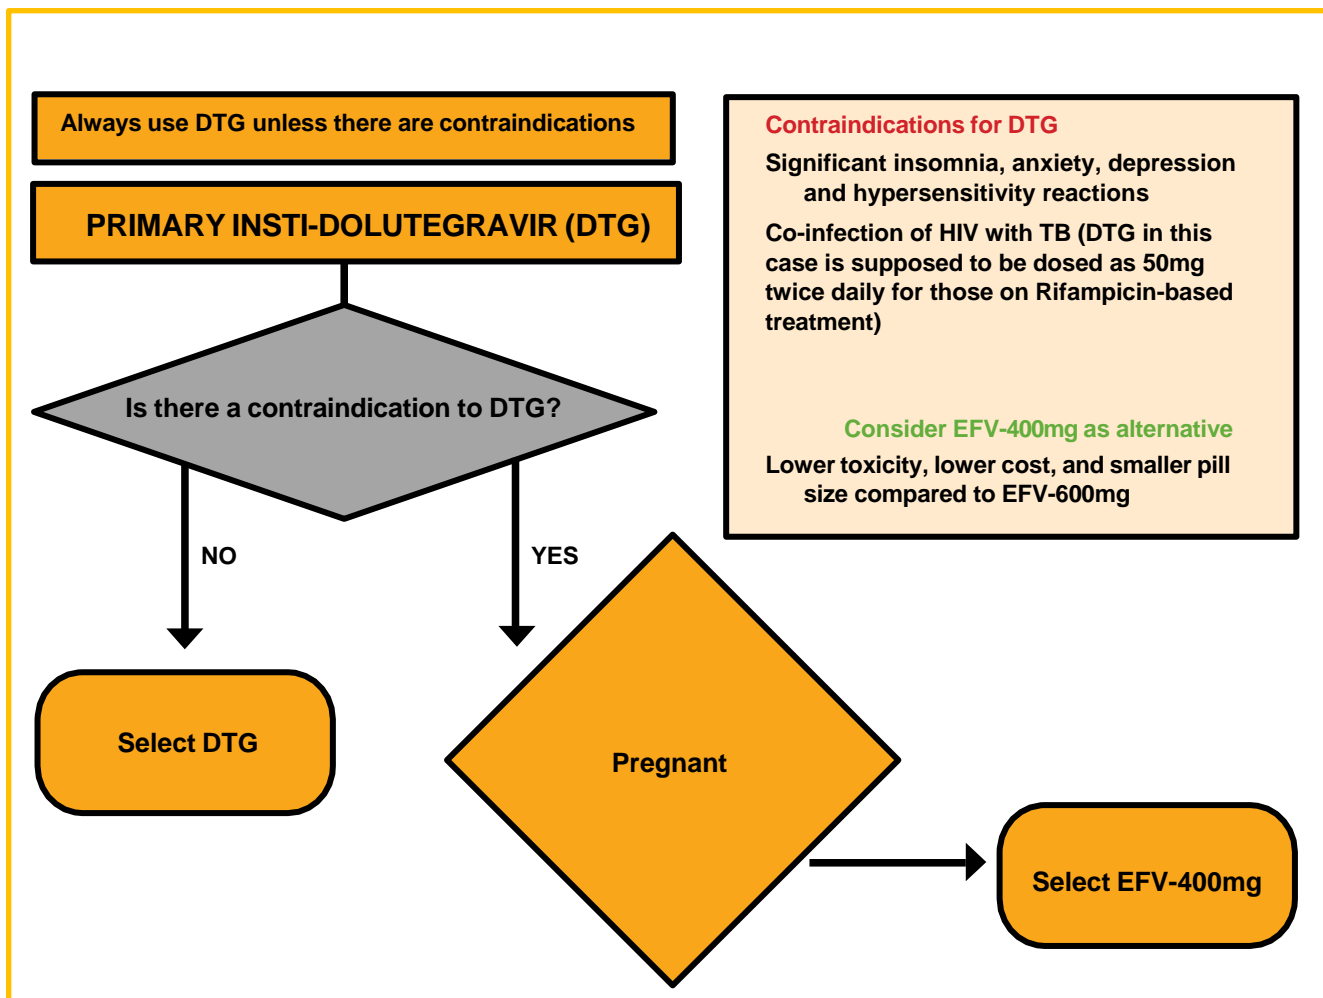 Always use DTG unless there are contraindications
PRIMARY INSTI-DOLUTEGRAVIR (DTG)
Is there a contraindication to DTG?
NO
YES
Select DTG
Pregnant
Select EFV-400mg
Contraindications for DTG
Significant insomnia, anxiety, depression
and hypersensitivity reactions
Co-infection of HIV with TB (DTG in this
case is supposed to be dosed as 50mg
twice daily for those on Rifampicin-based
treatment)
Consider EFV-400mg as alternative
Lower toxicity, lower cost, and smaller pill
size compared to EFV-600mg